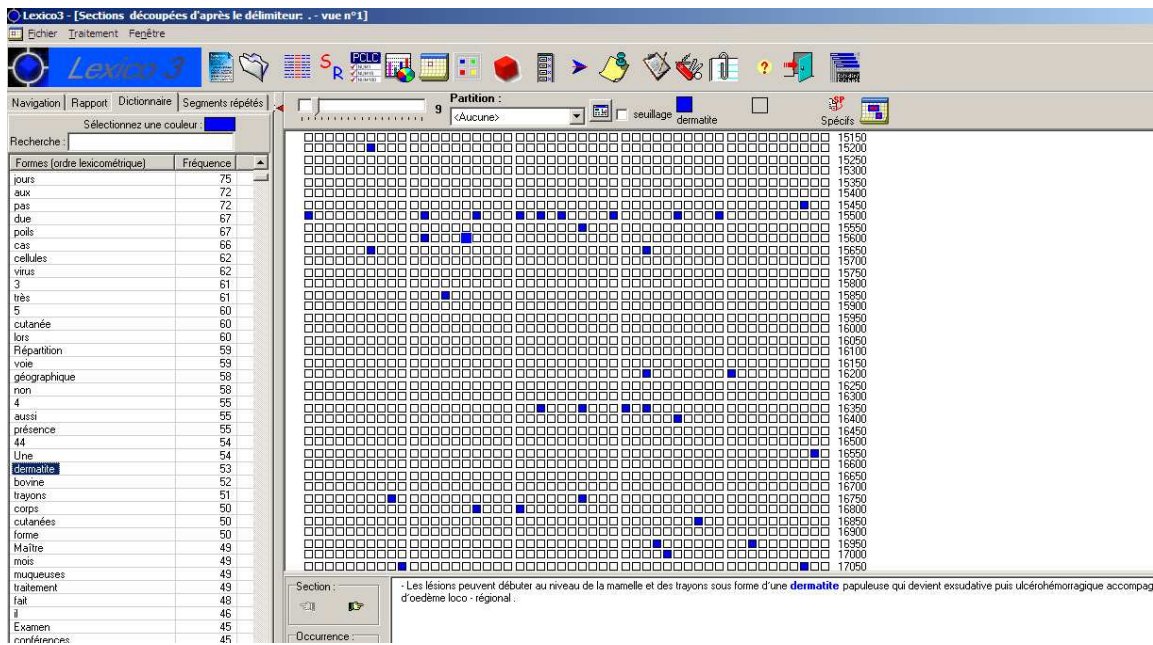 Lexico3 - [Sections découpées d'après le délimiteur: . - vue n°1]
Fichier Traitement Fenêtre
Lexico 3
S R
PCLC
?
Navigation Rapport Dictionnaire Segments répétés
Sélectionnez une couleur :
Recherche :
9
Partition :
<Aucune>
seuillage
dermatite
SP
Spécifs
Formes (ordre lexicométrique) Fréquence
jours 75
aux 72
pas 72
due 67
poils 67
cas 66
cellules 62
virus 62
3 61
très 61
5 60
cutanée 60
lors 60
Répartition 59
voie 59
géographique 58
non 58
4 55
aussi 55
présence 55
44 54
Une 54
dermatite 53
bovine 52
trayons 51
corps 50
cutanées 50
forme 50
Maître 49
mois 49
muqueuses 49
traitement 49
fait 48
il 46
Examen 45
conférences 45
15150
15200
15250
15300
15350
15400
15450
15500
15550
15600
15650
15700
15750
15800
15850
15900
15950
16000
16050
16100
16150
16200
16250
16300
16350
16400
16450
16500
16550
16600
16650
16700
16750
16800
16850
16900
16950
17000
17050
Section :
Occurrence :
- Les lésions peuvent débuter au niveau de la mamelle et des trayons sous forme d'une dermatite papuleuse qui devient exsudative puis ulcérohémorragique accompag
d'oedème loco - régional .